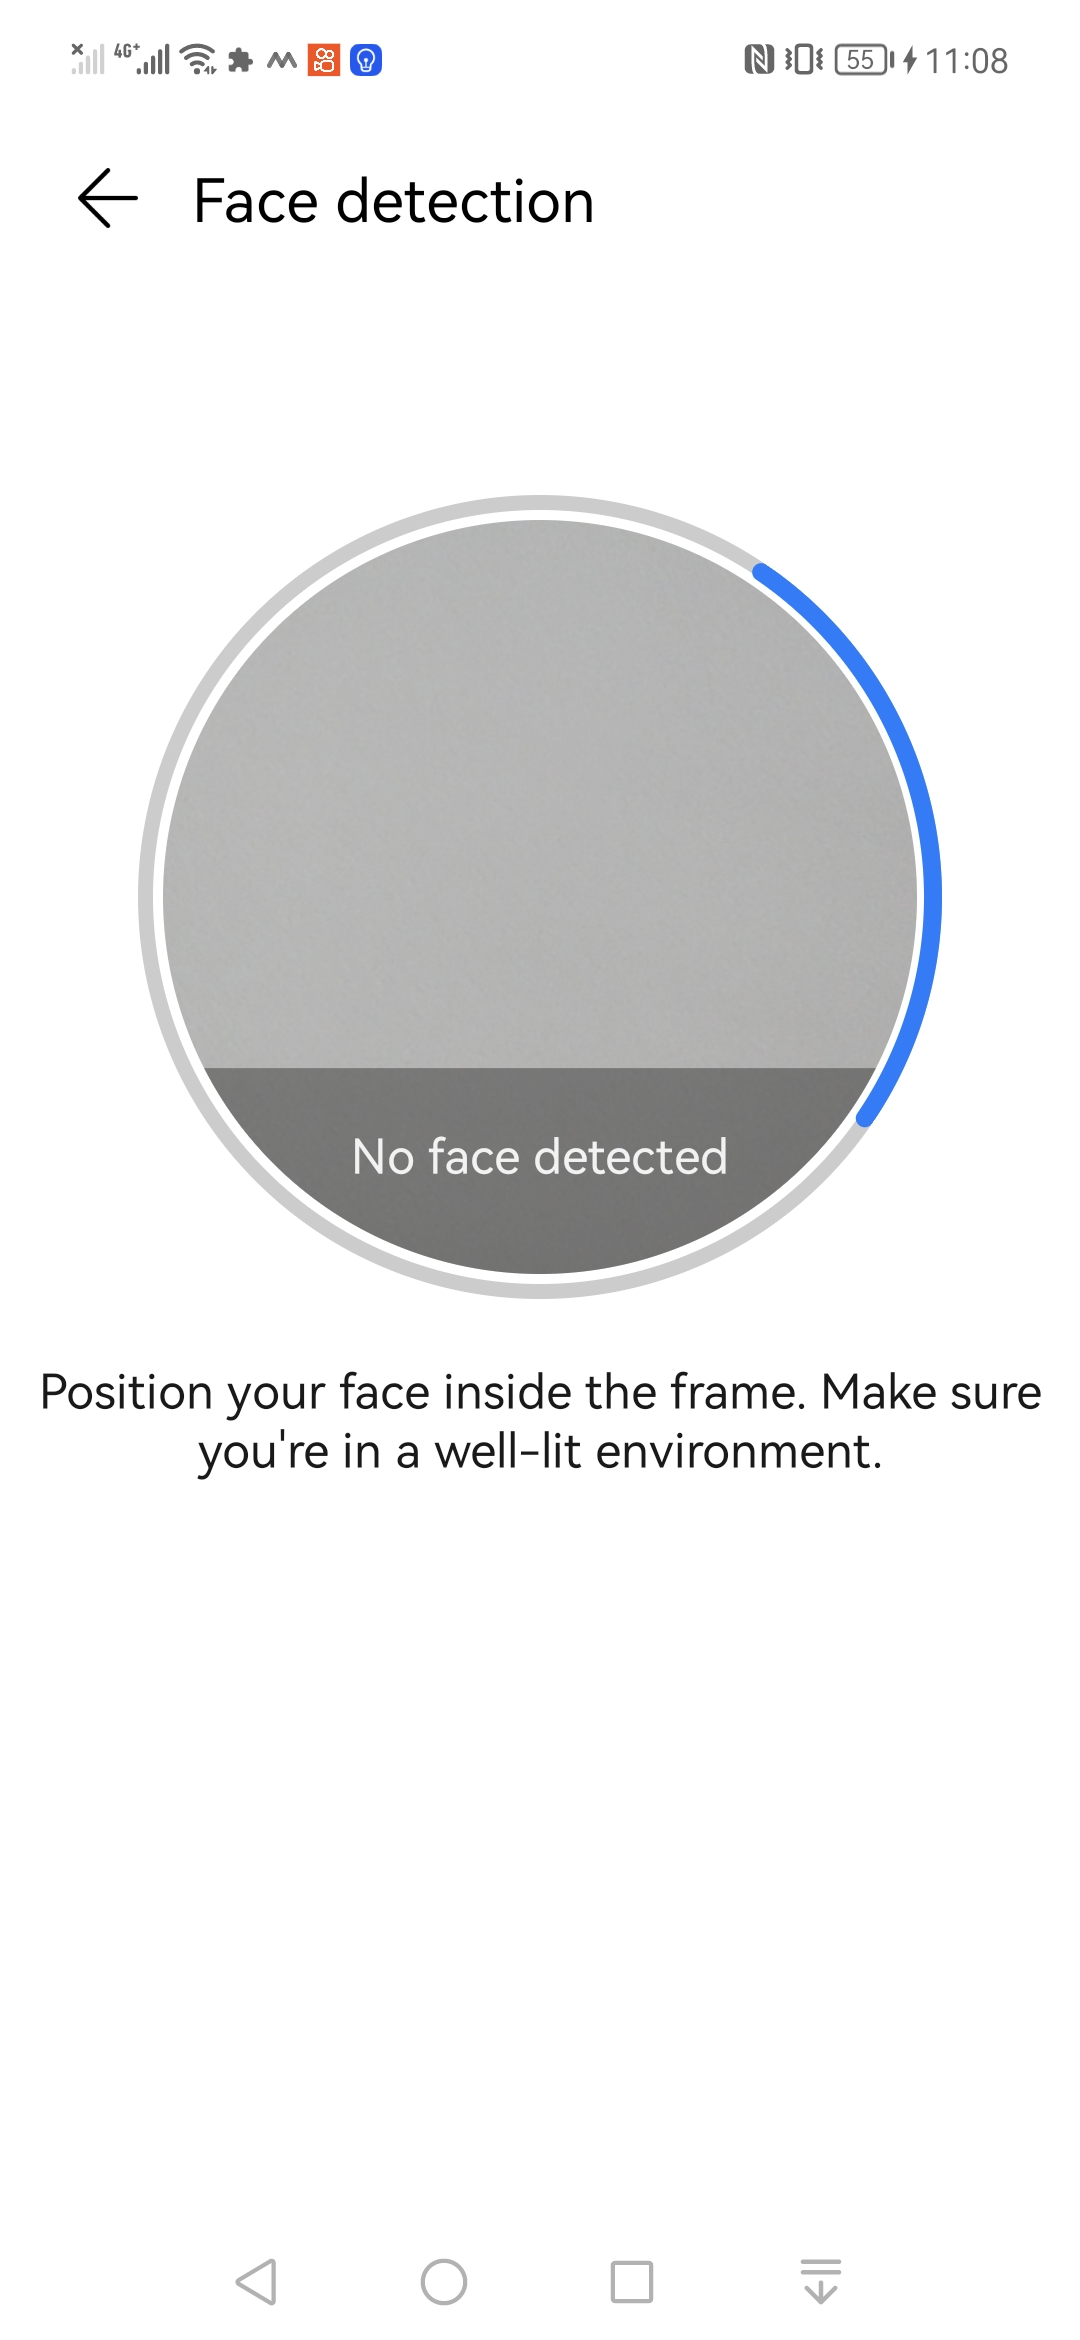 4G+ 55 11:08
Face detection
No face detected
Position your face inside the frame. Make sure
you're in a well-lit environment.